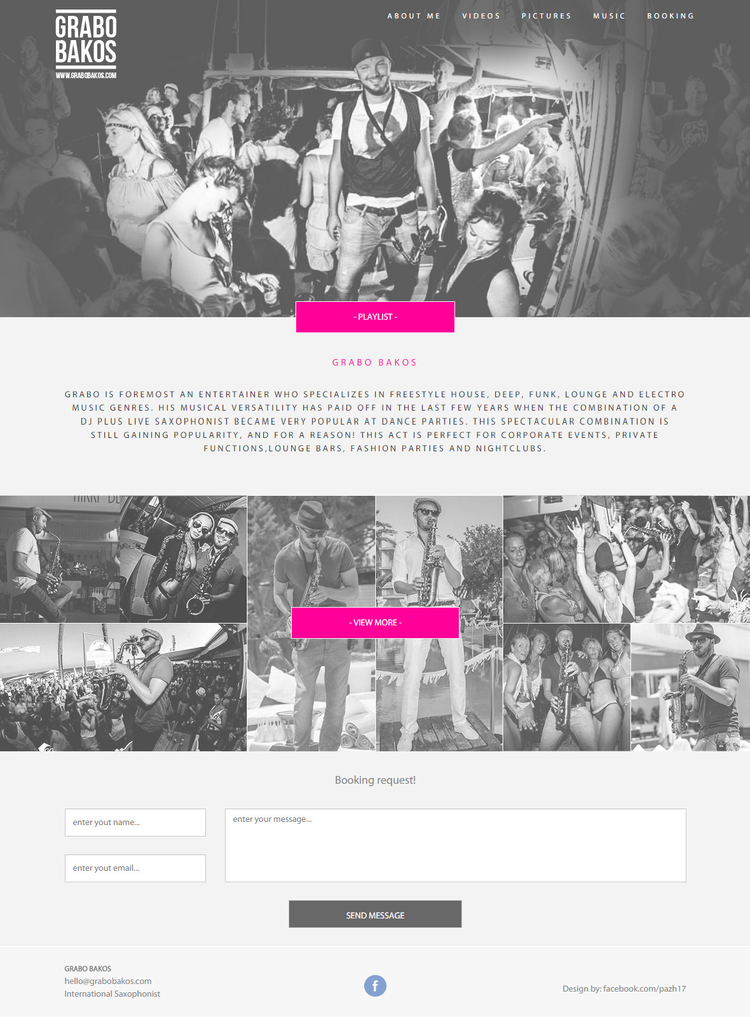 GRABO
BAKOS
WWW.GRABOBAKOS.COM
ABOUT ME VIDEOS PICTURES MUSIC BOOKING
- PLAYLIST -
GRABO BAKOS
GRABO IS FOREMOST AN ENTERTAINER WHO SPECIALIZES IN FREESTYLE HOUSE, DEEP, FUNK, LOUNGE AND ELECTRO
MUSIC GENRES. HIS MUSICAL VERSATILITY HAS PAID OFF IN THE LAST FEW YEARS WHEN THE COMBINATION OF A
DJ PLUS LIVE SAXOPHONIST BECAME VERY POPULAR AT DANCE PARTIES. THIS SPECTACULAR COMBINATION IS
STILL GAINING POPULARITY, AND FOR A REASON! THIS ACT IS PERFECT FOR CORPORATE EVENTS, PRIVATE
FUNCTIONS,LOUNGE BARS, FASHION PARTIES AND NIGHTCLUBS.
- VIEW MORE -
Booking request!
enter yout name...
enter your message...
enter yout email...
SEND MESSAGE
GRABO BAKOS
hello@grabobakos.com
International Saxophonist
f
Design by: facebook.com/pazh17